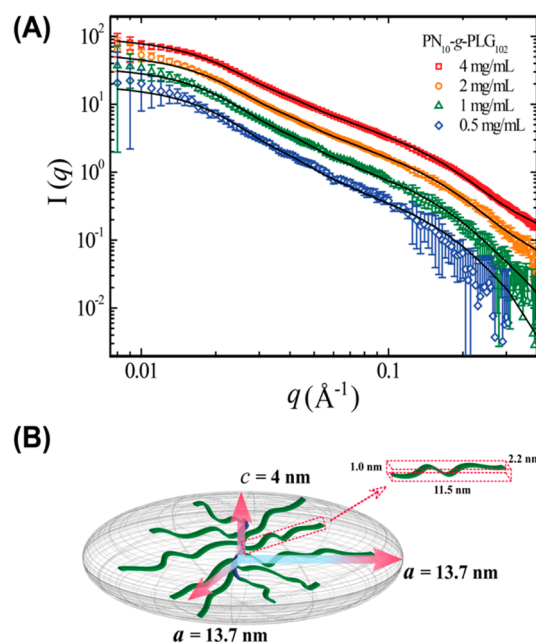 (A)
PN₁₀-g-PLG₁₀₂
4 mg/mL
2 mg/mL
1 mg/mL
0.5 mg/mL
10²
10¹
10⁰
10⁻¹
10⁻²
I (q)
0.01
0.1
q (Å⁻¹)
(B)
c = 4 nm
1.0 nm
2.2 nm
11.5 nm
a = 13.7 nm
a = 13.7 nm